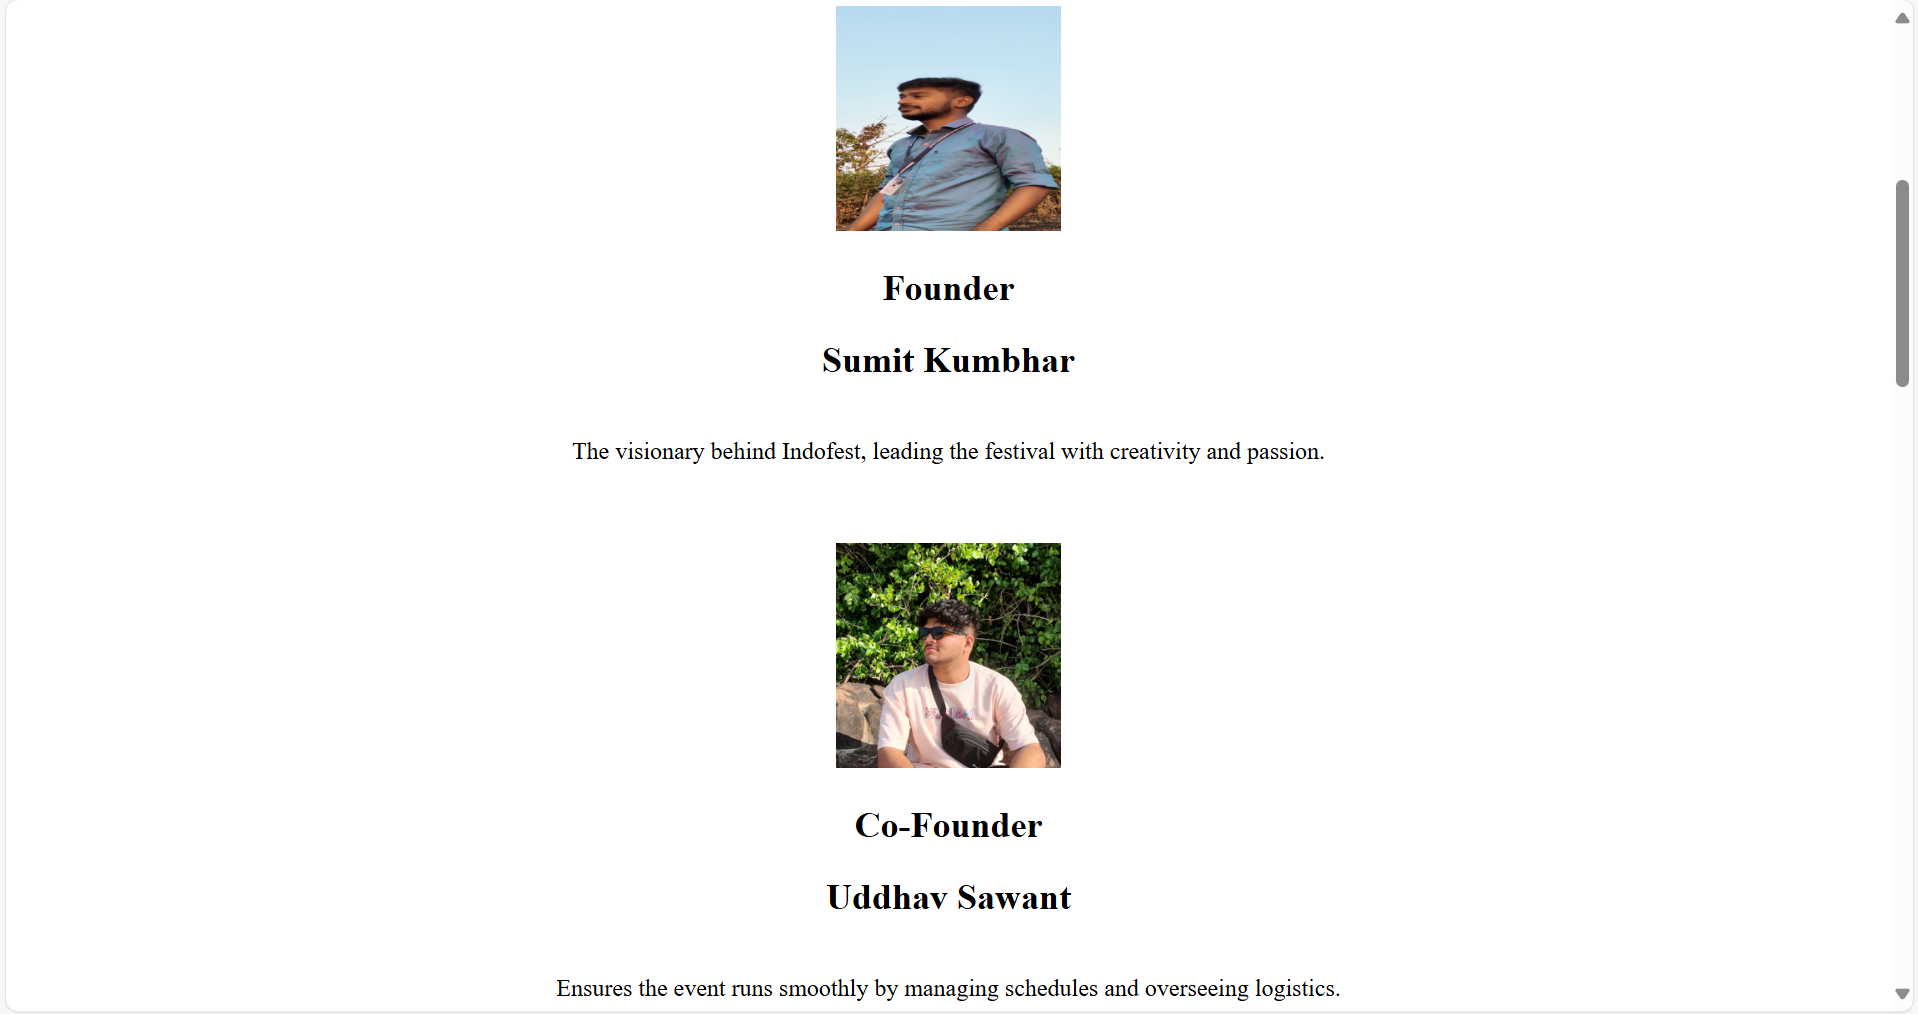 Founder
Sumit Kumbhar
The visionary behind Indofest, leading the festival with creativity and passion.
Co-Founder
Uddhav Sawant
Ensures the event runs smoothly by managing schedules and overseeing logistics.